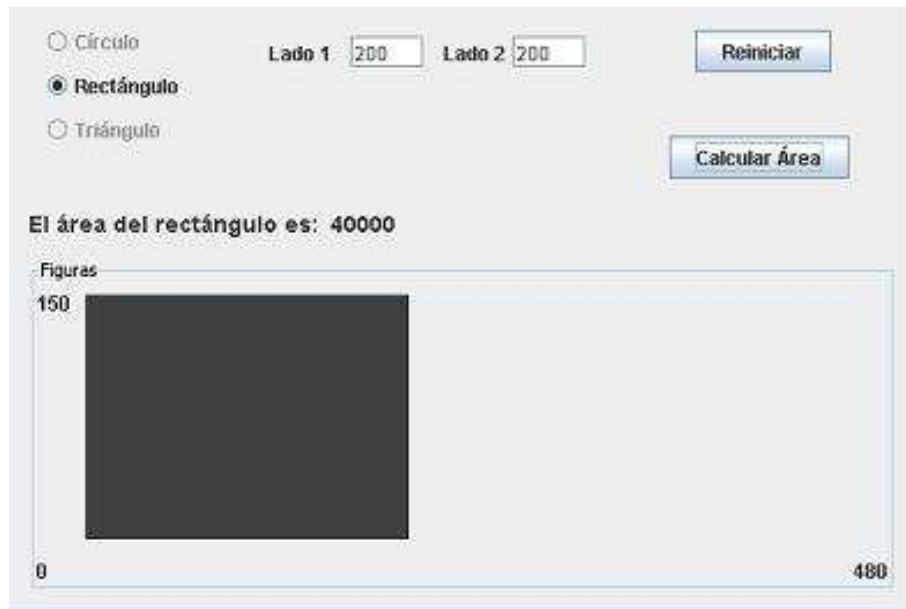 Círculo
Lado 1 200 Lado 2 200
Reiniciar
Rectángulo
Triángulo
Calcular Área
El área del rectángulo es: 40000
Figuras
150
0 480